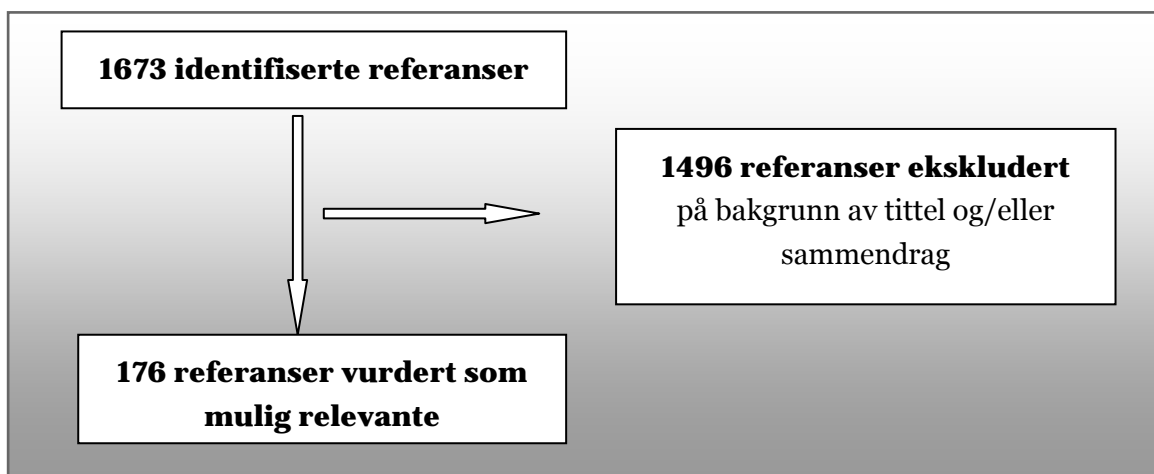 1673 identifiserte referanser
1496 referanser ekskludert
på bakgrunn av tittel og/eller
sammendrag
176 referanser vurdert som
mulig relevante